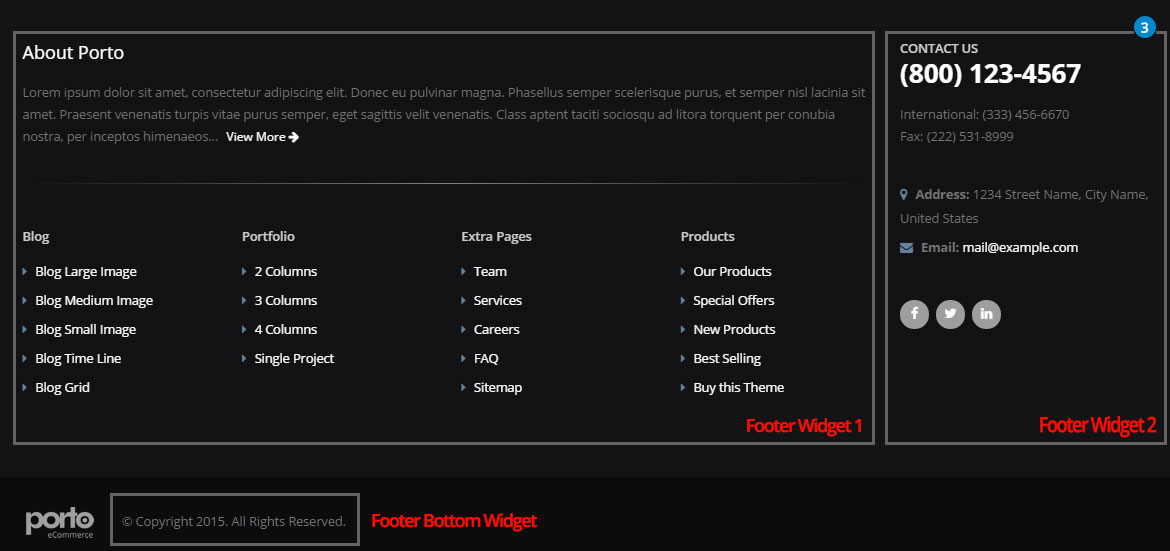 3
About Porto
Lorem ipsum dolor sit amet, consectetur adipiscing elit. Donec eu pulvinar magna. Phasellus semper scelerisque purus, et semper nisl lacinia sit
amet. Praesent venenatis turpis vitae purus semper, eget sagittis velit venenatis. Class aptent taciti sociosqu ad litora torquent per conubia
nostra, per inceptos himenaeos... View More
Blog
Blog Large Image
Blog Medium Image
Blog Small Image
Blog Time Line
Blog Grid
Portfolio
2 Columns
3 Columns
4 Columns
Single Project
Extra Pages
Team
Services
Careers
FAQ
Sitemap
Products
Our Products
Special Offers
New Products
Best Selling
Buy this Theme
Footer Widget 1
CONTACT US
(800) 123-4567
International: (333) 456-6670
Fax: (222) 531-8999
Address: 1234 Street Name, City Name,
United States
Email: mail@example.com
f
in
Footer Widget 2
porto
eCommerce
© Copyright 2015. All Rights Reserved.
Footer Bottom Widget